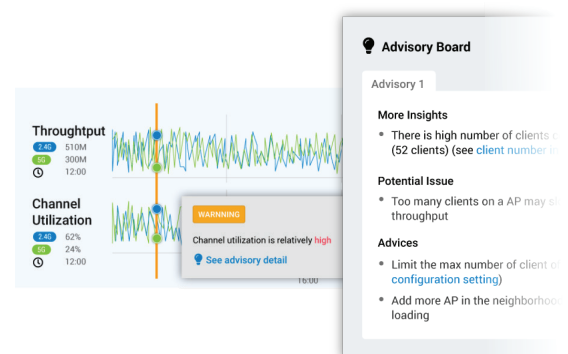 Advisory Board
Advisory 1
More Insights
There is high number of clients
(52 clients) (see client number
Potential Issue
Too many clients on a AP may
throughput
Advices
Limit the max number of client
configuration setting)
Add more AP in the neighborhood
loading
Throughtput
2.4G 510M
5G 300M
12:00
Channel
Utilization
2.4G 62%
5G 24%
12:00
WARNNING
Channel utilization is relatively high
See advisory detail
16:00